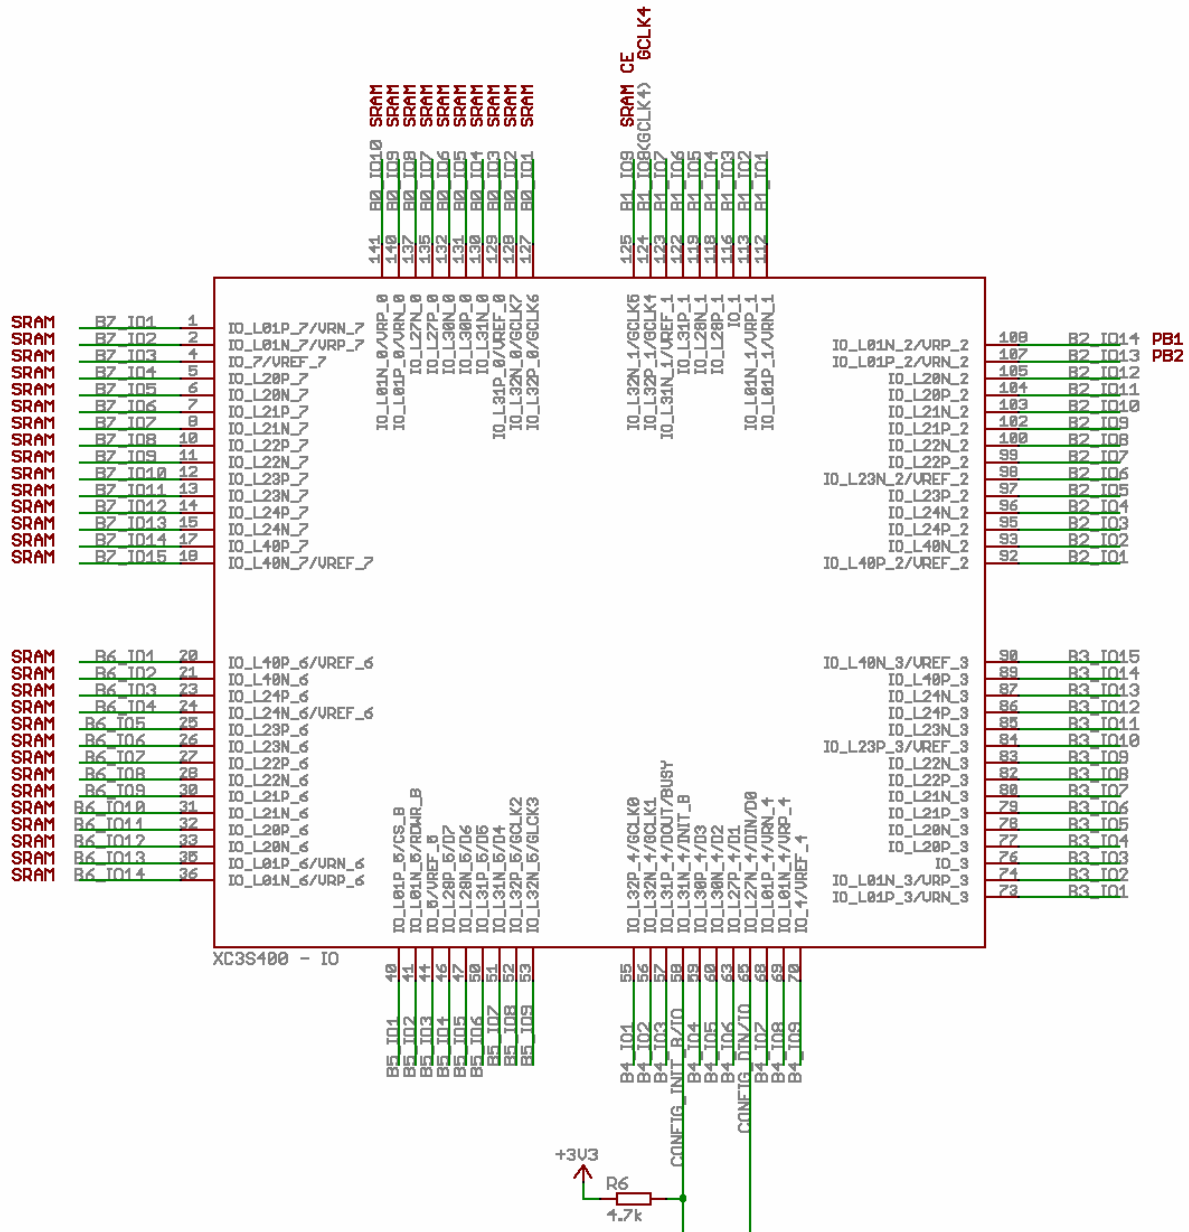 SRAM B0_IO10 141 IO_L01N_0/VRP_0
SRAM B0_IO9 140 IO_L01P_0/VRN_0
SRAM B0_IO8 137 IO_L27N_0
SRAM B0_IO7 135 IO_L27P_0
SRAM B0_IO6 132 IO_L30N_0
SRAM B0_IO5 131 IO_L30P_0
SRAM B0_IO4 130 IO_L31N_0
SRAM B0_IO3 129 IO_L31P_0/VREF_0
SRAM B0_IO2 128 IO_L32N_0/GCLK7
SRAM B0_IO1 127 IO_L32P_0/GCLK6
SRAM CE B1_IO9 125 IO_L32N_1/GCLK5
GCLK4 B1_IO8(GCLK4) 124 IO_L32P_1/GCLK4
B1_IO7 123 IO_L31N_1/VREF_1
B1_IO6 122 IO_L31P_1
B1_IO5 119 IO_L28N_1
B1_IO4 118 IO_L28P_1
B1_IO3 116 IO_1
B1_IO2 113 IO_L01N_1/VRP_1
B1_IO1 112 IO_L01P_1/VRN_1
SRAM B7_IO1 1 IO_L01P_7/VRN_7
SRAM B7_IO2 2 IO_L01N_7/VRP_7
SRAM B7_IO3 4 IO_7/VREF_7
SRAM B7_IO4 5 IO_L20P_7
SRAM B7_IO5 6 IO_L20N_7
SRAM B7_IO6 7 IO_L21P_7
SRAM B7_IO7 8 IO_L21N_7
SRAM B7_IO8 10 IO_L22P_7
SRAM B7_IO9 11 IO_L22N_7
SRAM B7_IO10 12 IO_L23P_7
SRAM B7_IO11 13 IO_L23N_7
SRAM B7_IO12 14 IO_L24P_7
SRAM B7_IO13 15 IO_L24N_7
SRAM B7_IO14 17 IO_L40P_7
SRAM B7_IO15 18 IO_L40N_7/VREF_7
IO_L01N_2/VRP_2 108 B2_IO14 PB1
IO_L01P_2/VRN_2 107 B2_IO13 PB2
IO_L20N_2 105 B2_IO12
IO_L20P_2 104 B2_IO11
IO_L21N_2 103 B2_IO10
IO_L21P_2 102 B2_IO9
IO_L22N_2 100 B2_IO8
IO_L22P_2 99 B2_IO7
IO_L23N_2/VREF_2 98 B2_IO6
IO_L23P_2 97 B2_IO5
IO_L24N_2 96 B2_IO4
IO_L24P_2 95 B2_IO3
IO_L40N_2 93 B2_IO2
IO_L40P_2/VREF_2 92 B2_IO1
SRAM B6_IO1 20 IO_L40P_6/VREF_6
SRAM B6_IO2 21 IO_L40N_6
SRAM B6_IO3 23 IO_L24P_6
SRAM B6_IO4 24 IO_L24N_6/VREF_6
SRAM B6_IO5 25 IO_L23P_6
SRAM B6_IO6 26 IO_L23N_6
SRAM B6_IO7 27 IO_L22P_6
SRAM B6_IO8 28 IO_L22N_6
SRAM B6_IO9 30 IO_L21P_6
SRAM B6_IO10 31 IO_L21N_6
SRAM B6_IO11 32 IO_L20P_6
SRAM B6_IO12 33 IO_L20N_6
SRAM B6_IO13 35 IO_L01P_6/VRN_6
SRAM B6_IO14 36 IO_L01N_6/VRP_6
IO_L40N_3/VREF_3 90 B3_IO15
IO_L40P_3 89 B3_IO14
IO_L24N_3 87 B3_IO13
IO_L24P_3 86 B3_IO12
IO_L23N_3 85 B3_IO11
IO_L23P_3/VREF_3 84 B3_IO10
IO_L22N_3 83 B3_IO9
IO_L22P_3 82 B3_IO8
IO_L21N_3 80 B3_IO7
IO_L21P_3 79 B3_IO6
IO_L20N_3 78 B3_IO5
IO_L20P_3 77 B3_IO4
IO_3 76 B3_IO3
IO_L01N_3/VRP_3 74 B3_IO2
IO_L01P_3/VRN_3 73 B3_IO1
IO_L01P_5/CS_B 40 B5_IO1
IO_L01N_5/RDWR_B 41 B5_IO2
IO_5/VREF_5 44 B5_IO3
IO_L28P_5/D7 46 B5_IO4
IO_L28N_5/D6 47 B5_IO5
IO_L31P_5/D5 50 B5_IO6
IO_L31N_5/D4 51 B5_IO7
IO_L32P_5/GCLK2 52 B5_IO8
IO_L32N_5/GLCK3 53 B5_IO9
IO_L32P_4/GCLK0 55 B4_IO1
IO_L32N_4/GCLK1 56 B4_IO2
IO_L31P_4/DOUT/BUSY 57 B4_IO3
IO_L31N_4/INIT_B 58 CONFIG_INIT_B/IO
IO_L30P_4/D3 59 B4_IO4
IO_L30N_4/D2 60 B4_IO5
IO_L27P_4/D1 63 B4_IO6
IO_L27N_4/DIN/D0 65 CONFIG_DIN/IO
IO_L01P_4/VRN_4 68 B4_IO7
IO_L01N_4/VRP_4 69 B4_IO8
IO_4/VREF_4 70 B4_IO9
XC3S400 - IO
+3V3
R6
4.7k